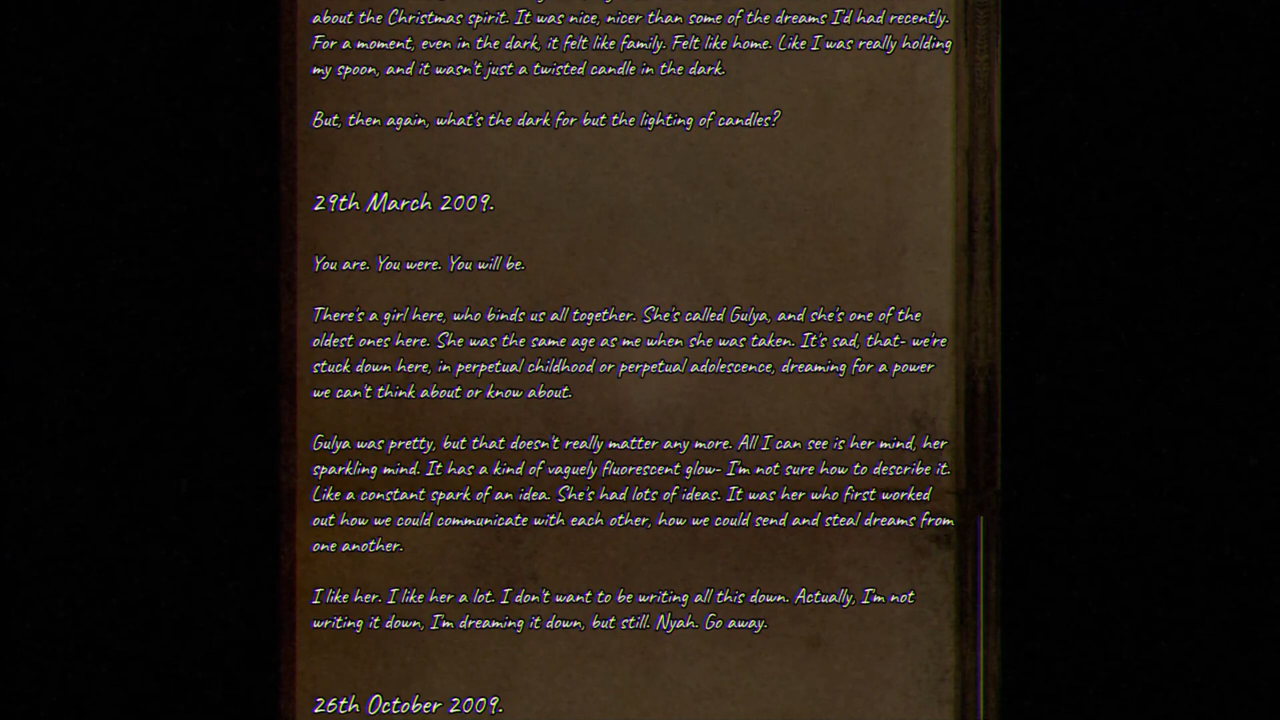 about the Christmas spirit. It was nice, nicer than some of the dreams I'd had recently.
For a moment, even in the dark, it felt like family. Felt like home. Like I was really holding
my spoon, and it wasn't just a twisted candle in the dark.
But, then again, what's the dark for but the lighting of candles?
29th March 2009.
You are. You were. You will be.
There's a girl here, who binds us all together. She's called Gulya, and she's one of the
oldest ones here. She was the same age as me when she was taken. It's sad, that- we're
stuck down here, in perpetual childhood or perpetual adolescence, dreaming for a power
we can't think about or know about.
Gulya was pretty, but that doesn't really matter any more. All I can see is her mind, her
sparkling mind. It has a kind of vaguely fluorescent glow- I'm not sure how to describe it.
Like a constant spark of an idea. She's had lots of ideas. It was her who first worked
out how we could communicate with each other, how we could send and steal dreams from
one another.
I like her. I like her a lot. I don't want to be writing all this down. Actually, I'm not
writing it down, I'm dreaming it down, but still. Nyah. Go away.
26th October 2009.